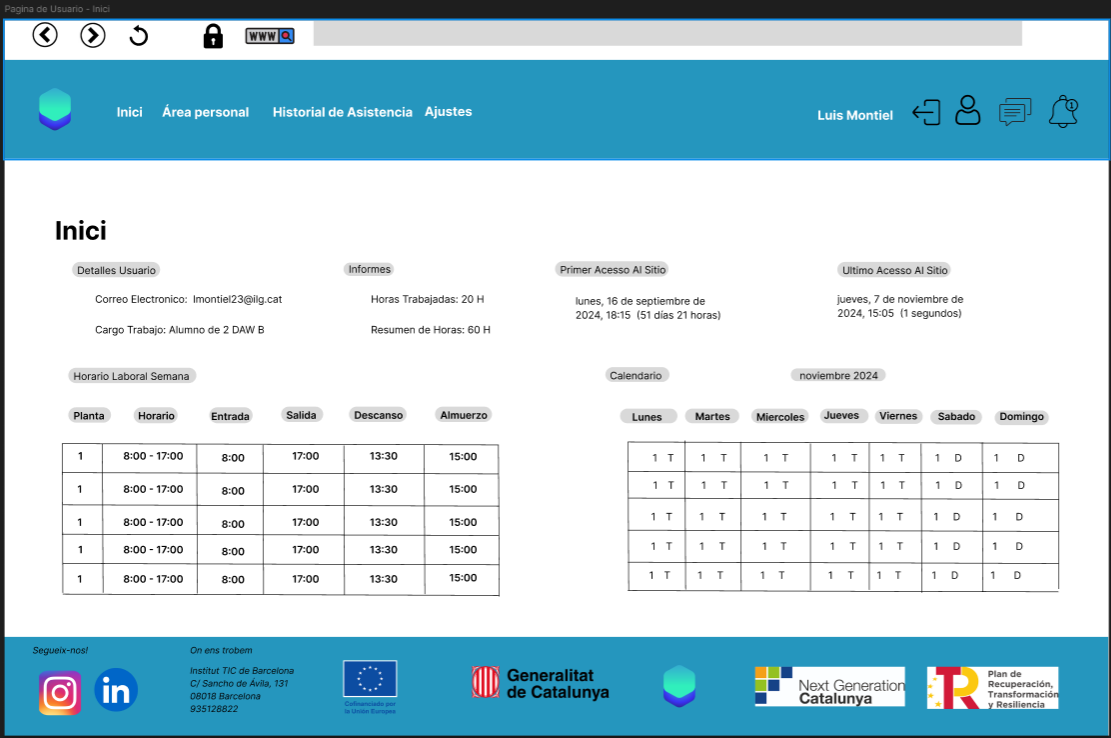 Pagina de Usuario - Inici
WWW
Inici Área personal Historial de Asistencia Ajustes
Luis Montiel
1
Inici
Detalles Usuario
Correo Electronico: lmontiel23@ilg.cat
Cargo Trabajo: Alumno de 2 DAW B
Informes
Horas Trabajadas: 20 H
Resumen de Horas: 60 H
Primer Acesso Al Sitio
lunes, 16 de septiembre de
2024, 18:15 (51 días 21 horas)
Ultimo Acesso Al Sitio
jueves, 7 de noviembre de
2024, 15:05 (1 segundos)
Horario Laboral Semana
Planta Horario Entrada Salida Descanso Almuerzo
1 8:00 - 17:00 8:00 17:00 13:30 15:00
1 8:00 - 17:00 8:00 17:00 13:30 15:00
1 8:00 - 17:00 8:00 17:00 13:30 15:00
1 8:00 - 17:00 8:00 17:00 13:30 15:00
1 8:00 - 17:00 8:00 17:00 13:30 15:00
Calendario noviembre 2024
Lunes Martes Miercoles Jueves Viernes Sabado Domingo
1 T 1 T 1 T 1 T 1 T 1 D 1 D
1 T 1 T 1 T 1 T 1 T 1 D 1 D
1 T 1 T 1 T 1 T 1 T 1 D 1 D
1 T 1 T 1 T 1 T 1 T 1 D 1 D
1 T 1 T 1 T 1 T 1 T 1 D 1 D
Segueix-nos!
in
On ens trobem
Institut TIC de Barcelona
C/ Sancho de Ávila, 131
08018 Barcelona
935128822
Cofinanciado por
la Unión Europea
Generalitat
de Catalunya
Next Generation
Catalunya
R
Plan de
Recuperación,
Transformación
y Resiliencia